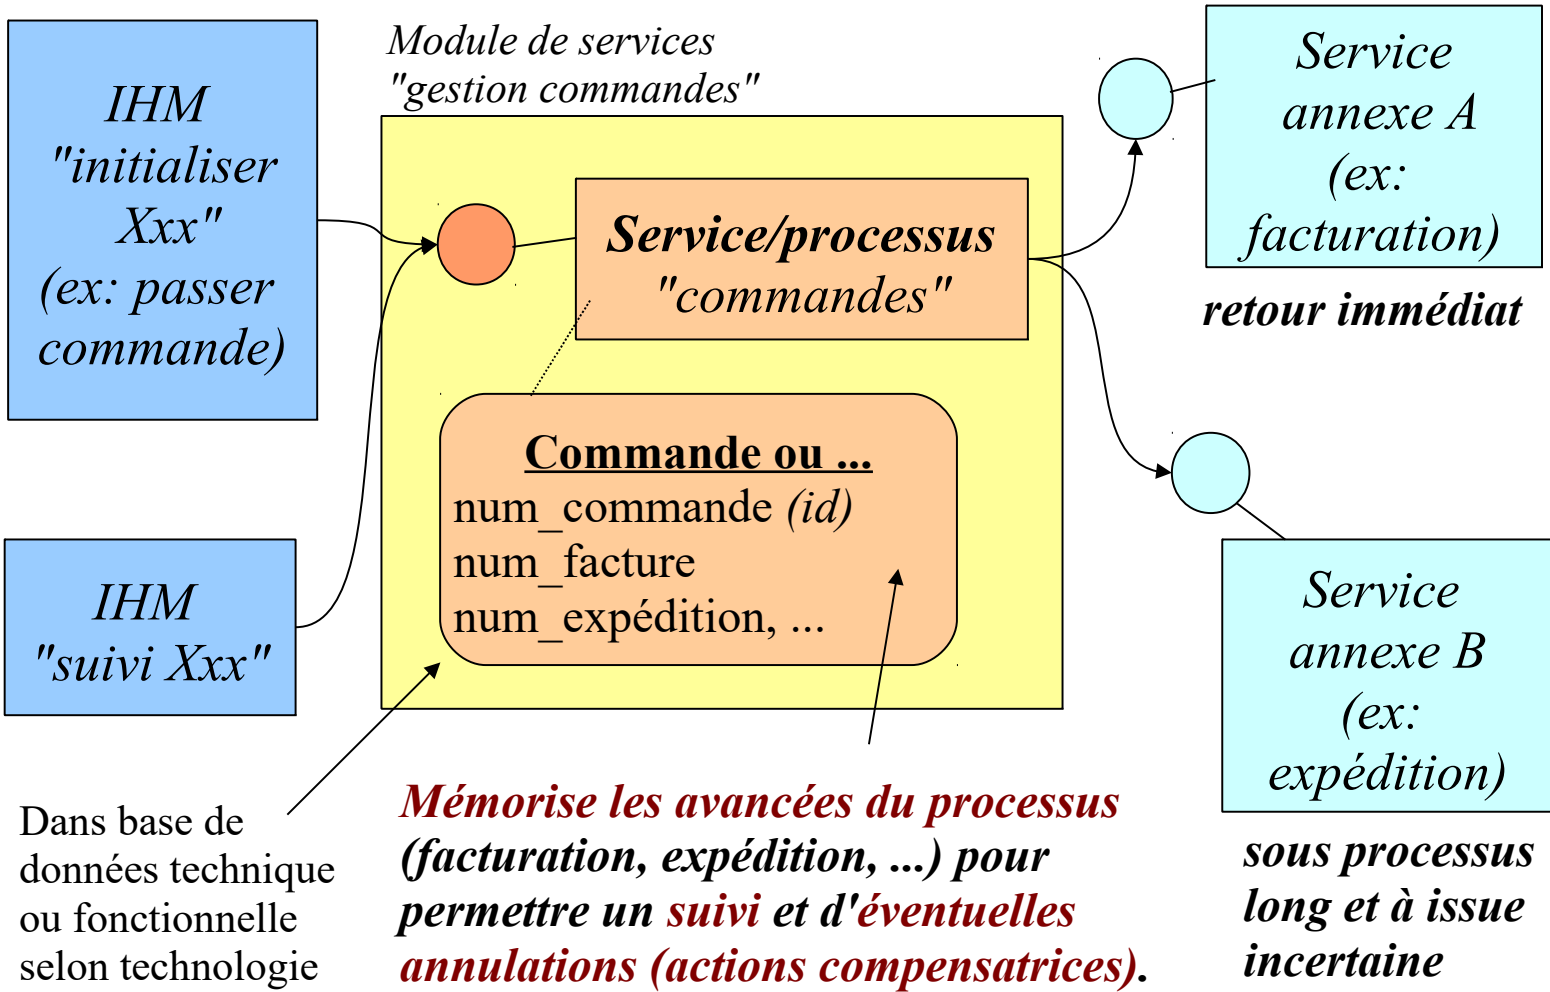 IHM
"initialiser
Xxx"
(ex: passer
commande)
IHM
"suivi Xxx"
Module de services
"gestion commandes"
Service/processus
"commandes"
Commande ou ...
num_commande (id)
num_facture
num_expédition, ...
Service
annexe A
(ex:
facturation)
retour immédiat
Service
annexe B
(ex:
expédition)
sous processus
long et à issue
incertaine
Dans base de
données technique
ou fonctionnelle
selon technologie
Mémorise les avancées du processus
(facturation, expédition, ...) pour
permettre un suivi et d'éventuelles
annulations (actions compensatrices).